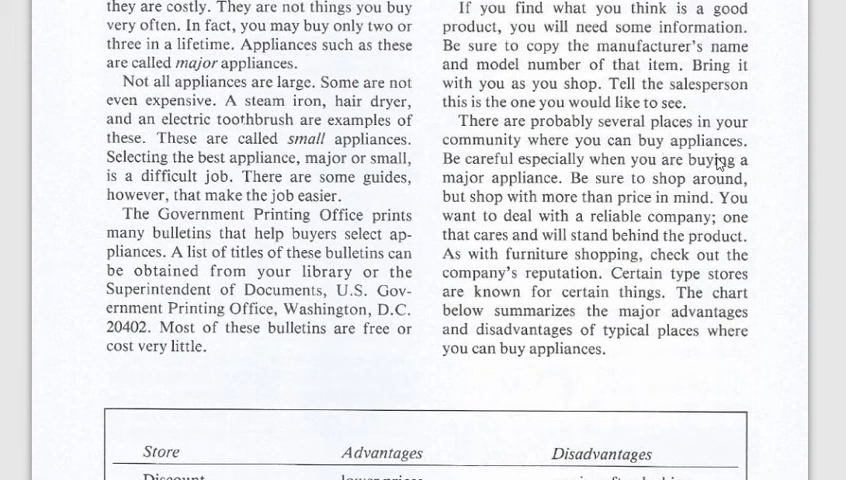 they are costly. They are not things you buy
very often. In fact, you may buy only two or
three in a lifetime. Appliances such as these
are called major appliances.
Not all appliances are large. Some are not
even expensive. A steam iron, hair dryer,
and an electric toothbrush are examples of
these. These are called small appliances.
Selecting the best appliance, major or small,
is a difficult job. There are some guides,
however, that make the job easier.
The Government Printing Office prints
many bulletins that help buyers select ap-
pliances. A list of titles of these bulletins can
be obtained from your library or the
Superintendent of Documents, U.S. Gov-
ernment Printing Office, Washington, D.C.
20402. Most of these bulletins are free or
cost very little.
If you find what you think is a good
product, you will need some information.
Be sure to copy the manufacturer's name
and model number of that item. Bring it
with you as you shop. Tell the salesperson
this is the one you would like to see.
There are probably several places in your
community where you can buy appliances.
Be careful especially when you are buying a
major appliance. Be sure to shop around,
but shop with more than price in mind. You
want to deal with a reliable company; one
that cares and will stand behind the product.
As with furniture shopping, check out the
company's reputation. Certain type stores
are known for certain things. The chart
below summarizes the major advantages
and disadvantages of typical places where
you can buy appliances.
Store Advantages Disadvantages
Discount lower prices